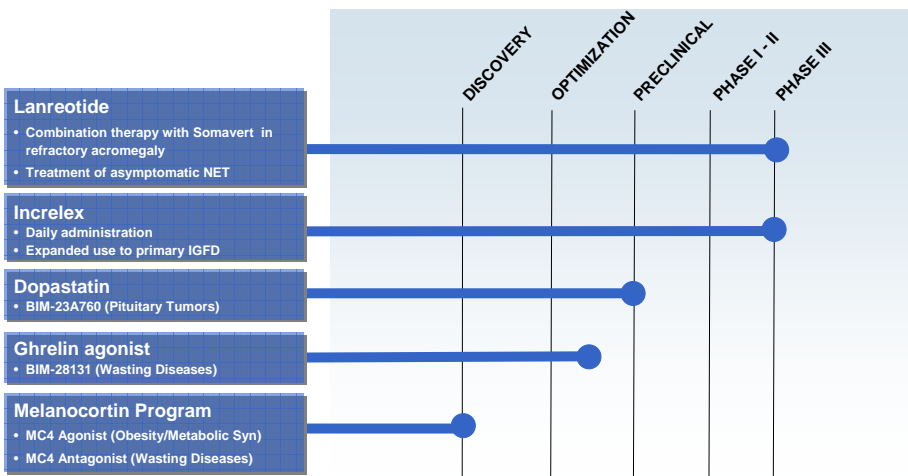 DISCOVERY
OPTIMIZATION
PRECLINICAL
PHASE I - II
PHASE III
Lanreotide
• Combination therapy with Somavert in
refractory acromegaly
• Treatment of asymptomatic NET
Increlex
• Daily administration
• Expanded use to primary IGFD
Dopastatin
• BIM-23A760 (Pituitary Tumors)
Ghrelin agonist
• BIM-28131 (Wasting Diseases)
Melanocortin Program
• MC4 Agonist (Obesity/Metabolic Syn)
• MC4 Antagonist (Wasting Diseases)